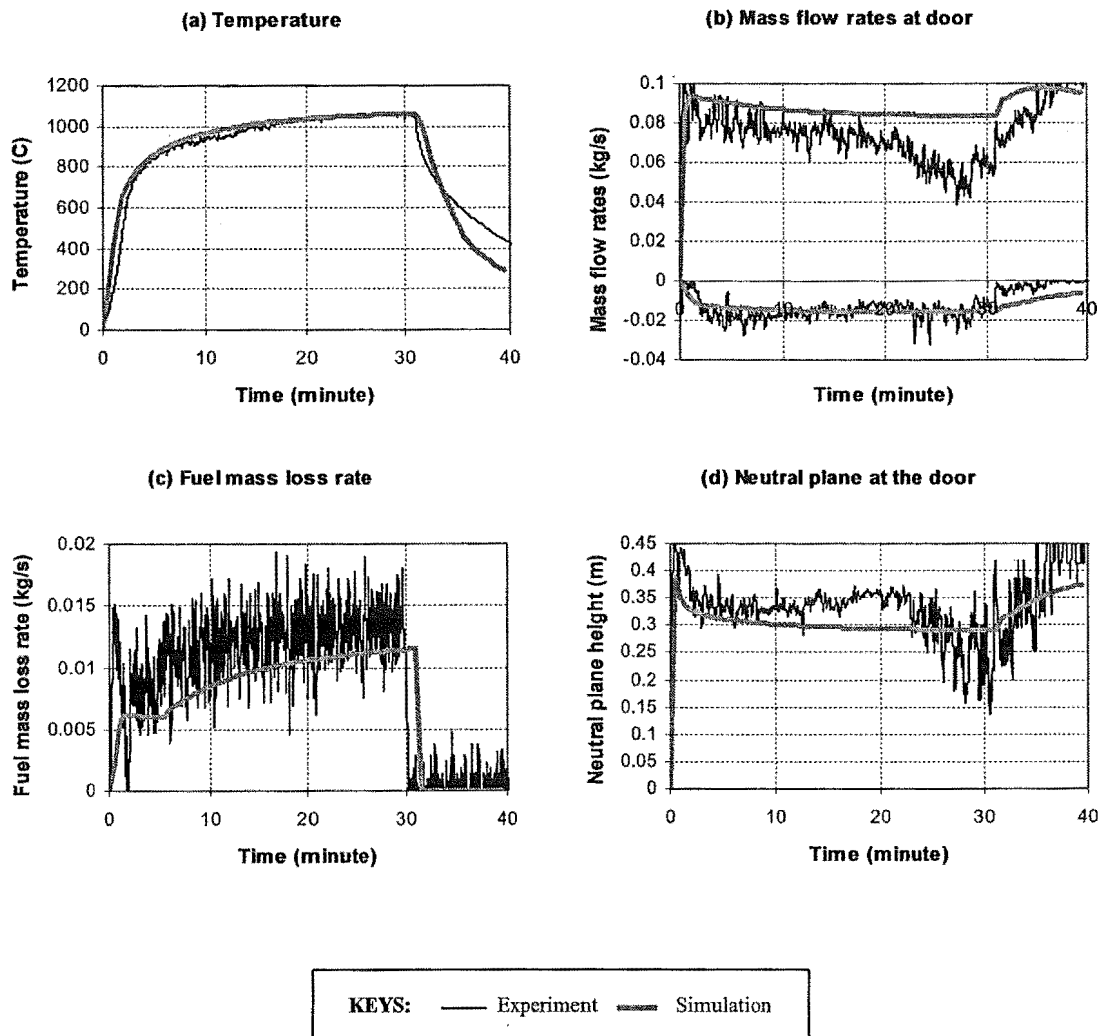 (a) Temperature
1200
1000
800
600
400
200
0
Temperature (C)
0 10 20 30 40
Time (minute)
(b) Mass flow rates at door
0.1
0.08
0.06
0.04
0.02
0
-0.02
-0.04
Mass flow rates (kg/s)
0 10 20 30 40
Time (minute)
(c) Fuel mass loss rate
0.02
0.015
0.01
0.005
0
Fuel mass loss rate (kg/s)
0 10 20 30 40
Time (minute)
(d) Neutral plane at the door
0.45
0.4
0.35
0.3
0.25
0.2
0.15
0.1
0.05
0
Neutral plane height (m)
0 10 20 30 40
Time (minute)
KEYS: Experiment Simulation